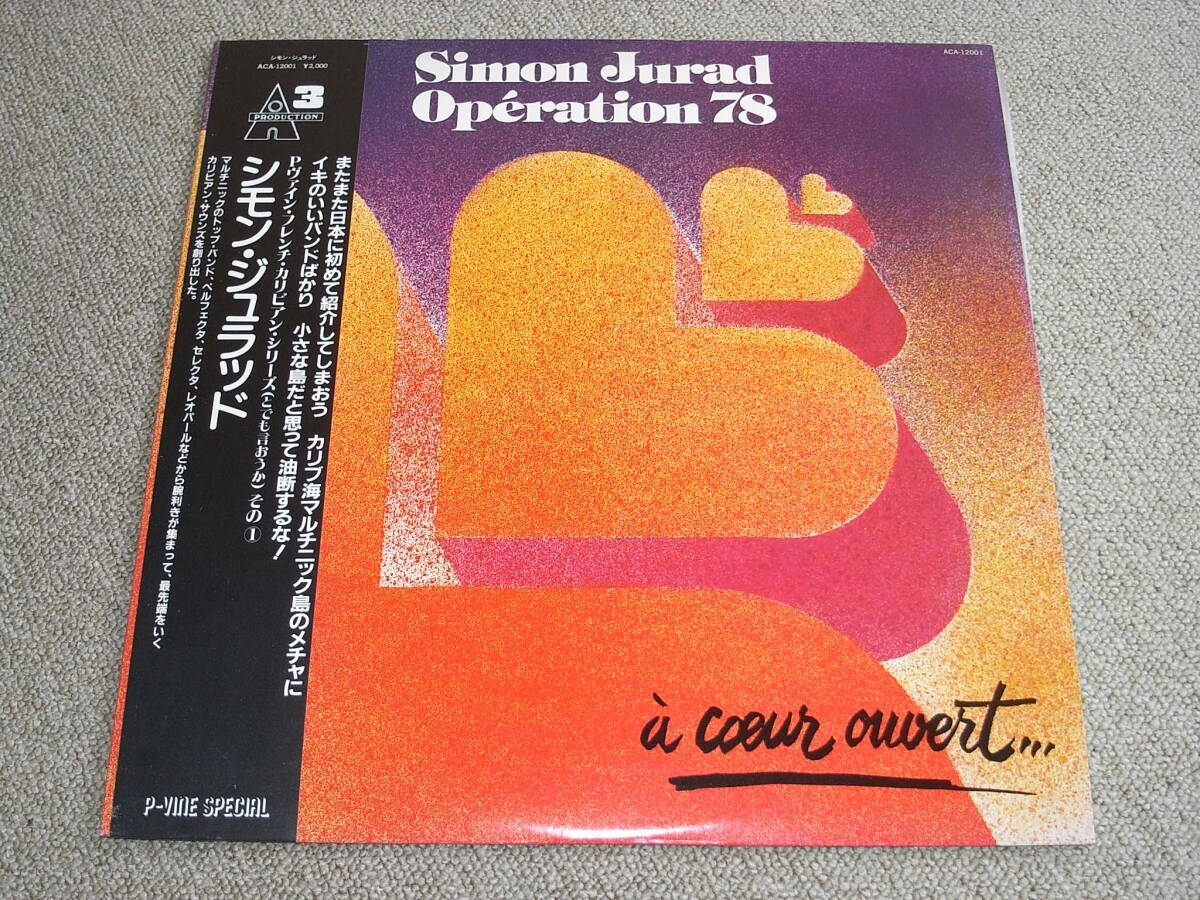 シモン・ジュラッド
ACA-12001 ¥2,000
A 3
PRODUCTION
またまた日本に初めて紹介してしまおう カリブ海マルチニック島のメチャに
イキのいいバンドばかり 小さな島だと思って油断するな!
P.ヴァイン・フレンチ・カリビアン・シリーズ(とでも言おうか)その①
シモン・ジュラッド
マルチニックのトップ・バンド、ペルフェクタ、セレクタ、レオパールなどから腕利きが集まって、最先端をいく
カリビアン・サウンズを創り出した。
P-VINE SPECIAL
ACA-12001
Simon Jurad
Opération 78
à cœur ouvert...